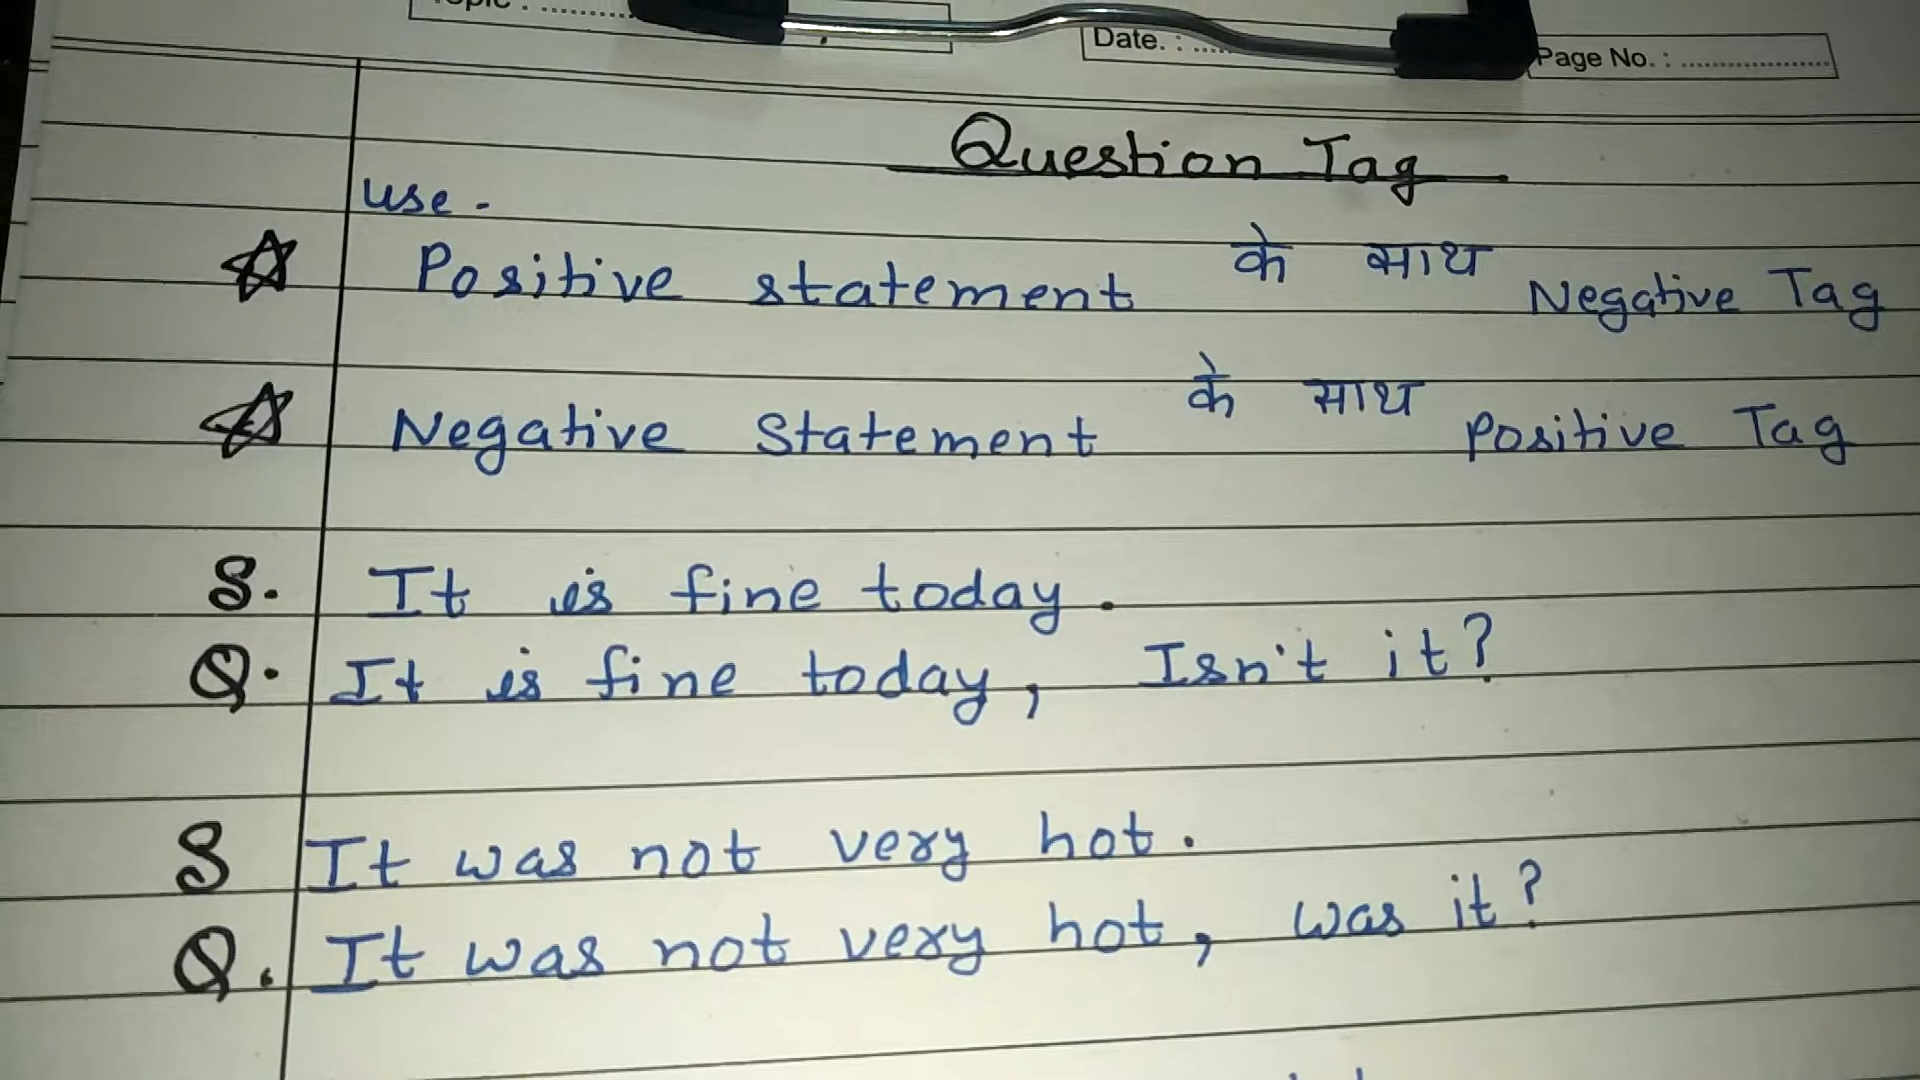 Topic :
Date. :
Page No. :
Question Tag
use -
Positive statement के साथ Negative Tag
Negative Statement के साथ Positive Tag
S. It is fine today.
Q. It is fine today, Isn't it?
S It was not very hot.
Q. It was not very hot, was it?